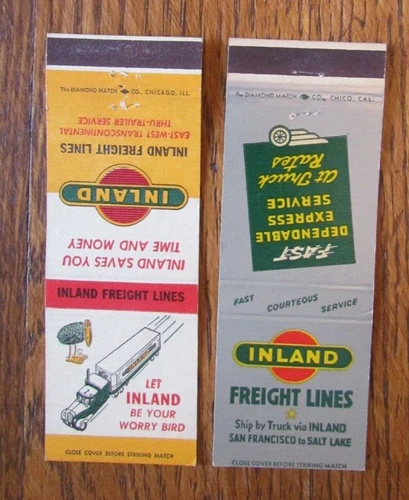 The DIAMOND MATCH CO., CHICAGO, ILL.
INLAND FREIGHT LINES
EAST-WEST TRANSCONTINENTAL
THRU-TRAILER SERVICE
INLAND
INLAND SAVES YOU
TIME AND MONEY
INLAND FREIGHT LINES
INLAND
LET
INLAND
BE YOUR
WORRY BIRD
CLOSE COVER BEFORE STRIKING MATCH
The DIAMOND MATCH CO., CHICO, CAL.
FAST
DEPENDABLE
EXPRESS
SERVICE
At Truck
Rates
FAST COURTEOUS SERVICE
INLAND
FREIGHT LINES
Ship by Truck via INLAND
SAN FRANCISCO to SALT LAKE
CLOSE COVER BEFORE STRIKING MATCH